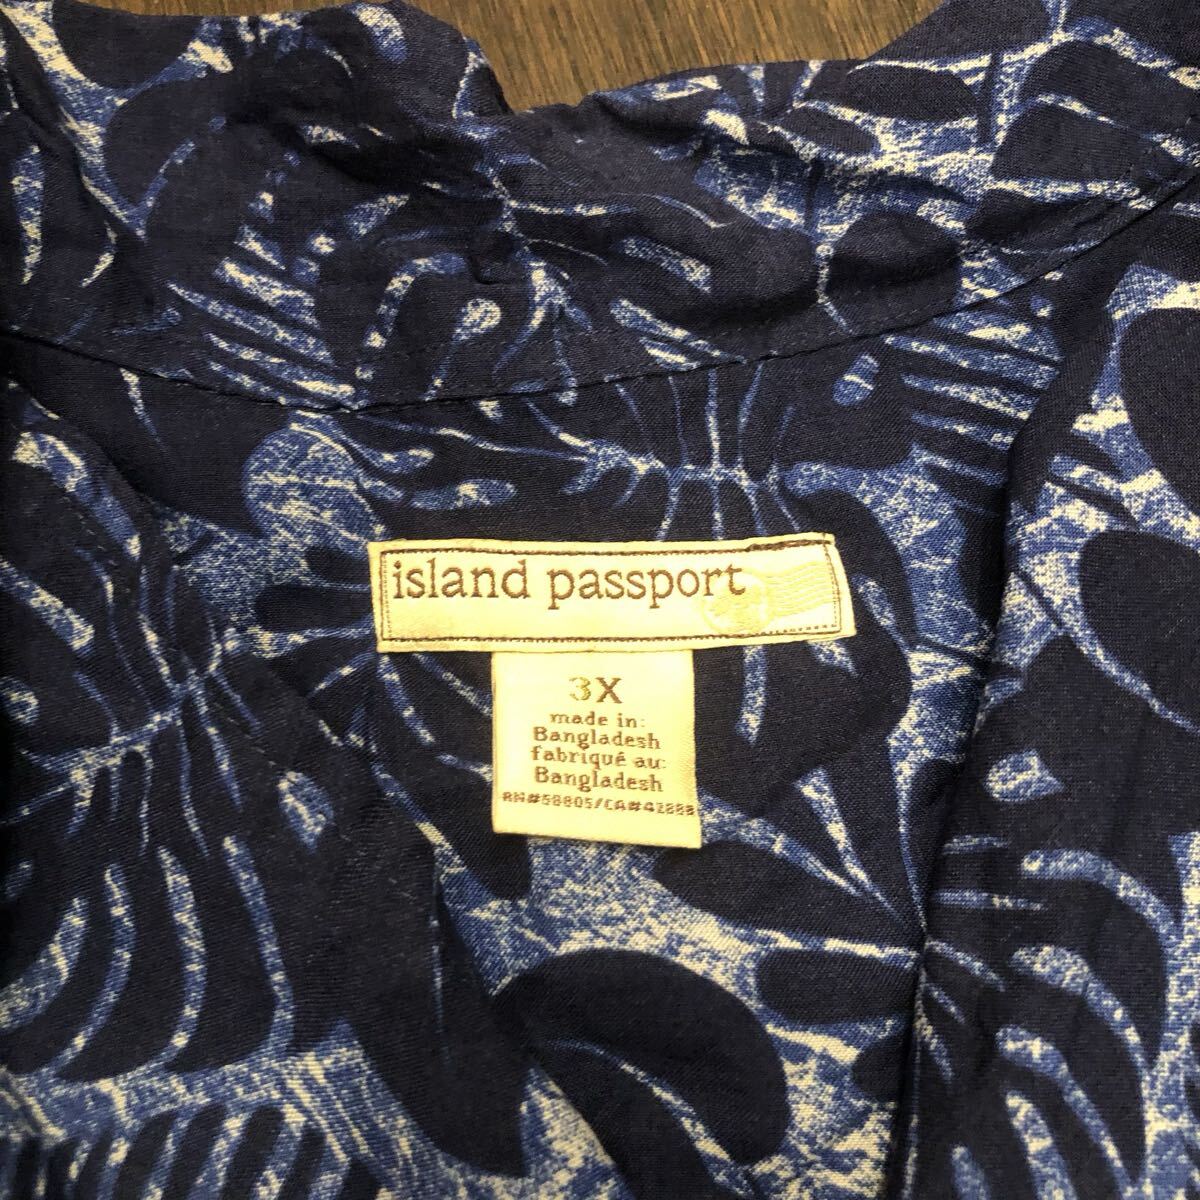 island passport
3X
made in:
Bangladesh
fabriqué au:
Bangladesh
RN#58805/CA#42888